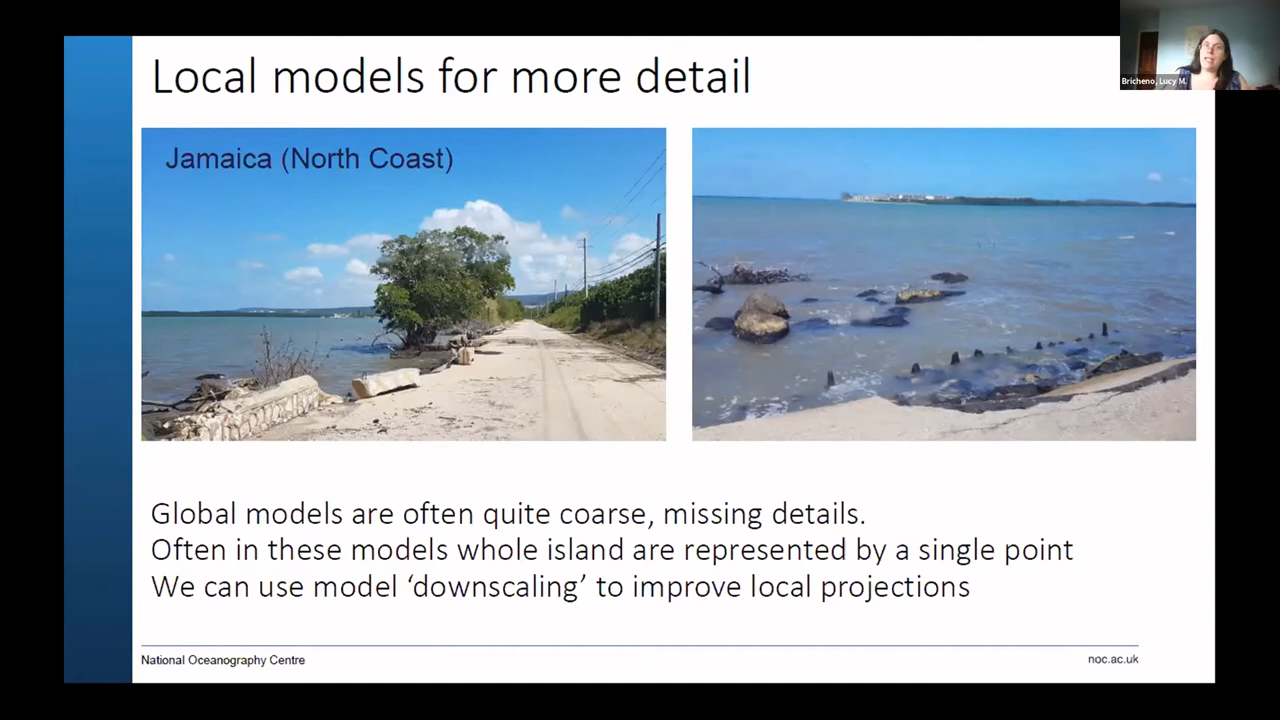 Local models for more detail
Bricheno, Lucy M.
Jamaica (North Coast)
Global models are often quite coarse, missing details.
Often in these models whole island are represented by a single point
We can use model ‘downscaling’ to improve local projections
National Oceanography Centre
noc.ac.uk